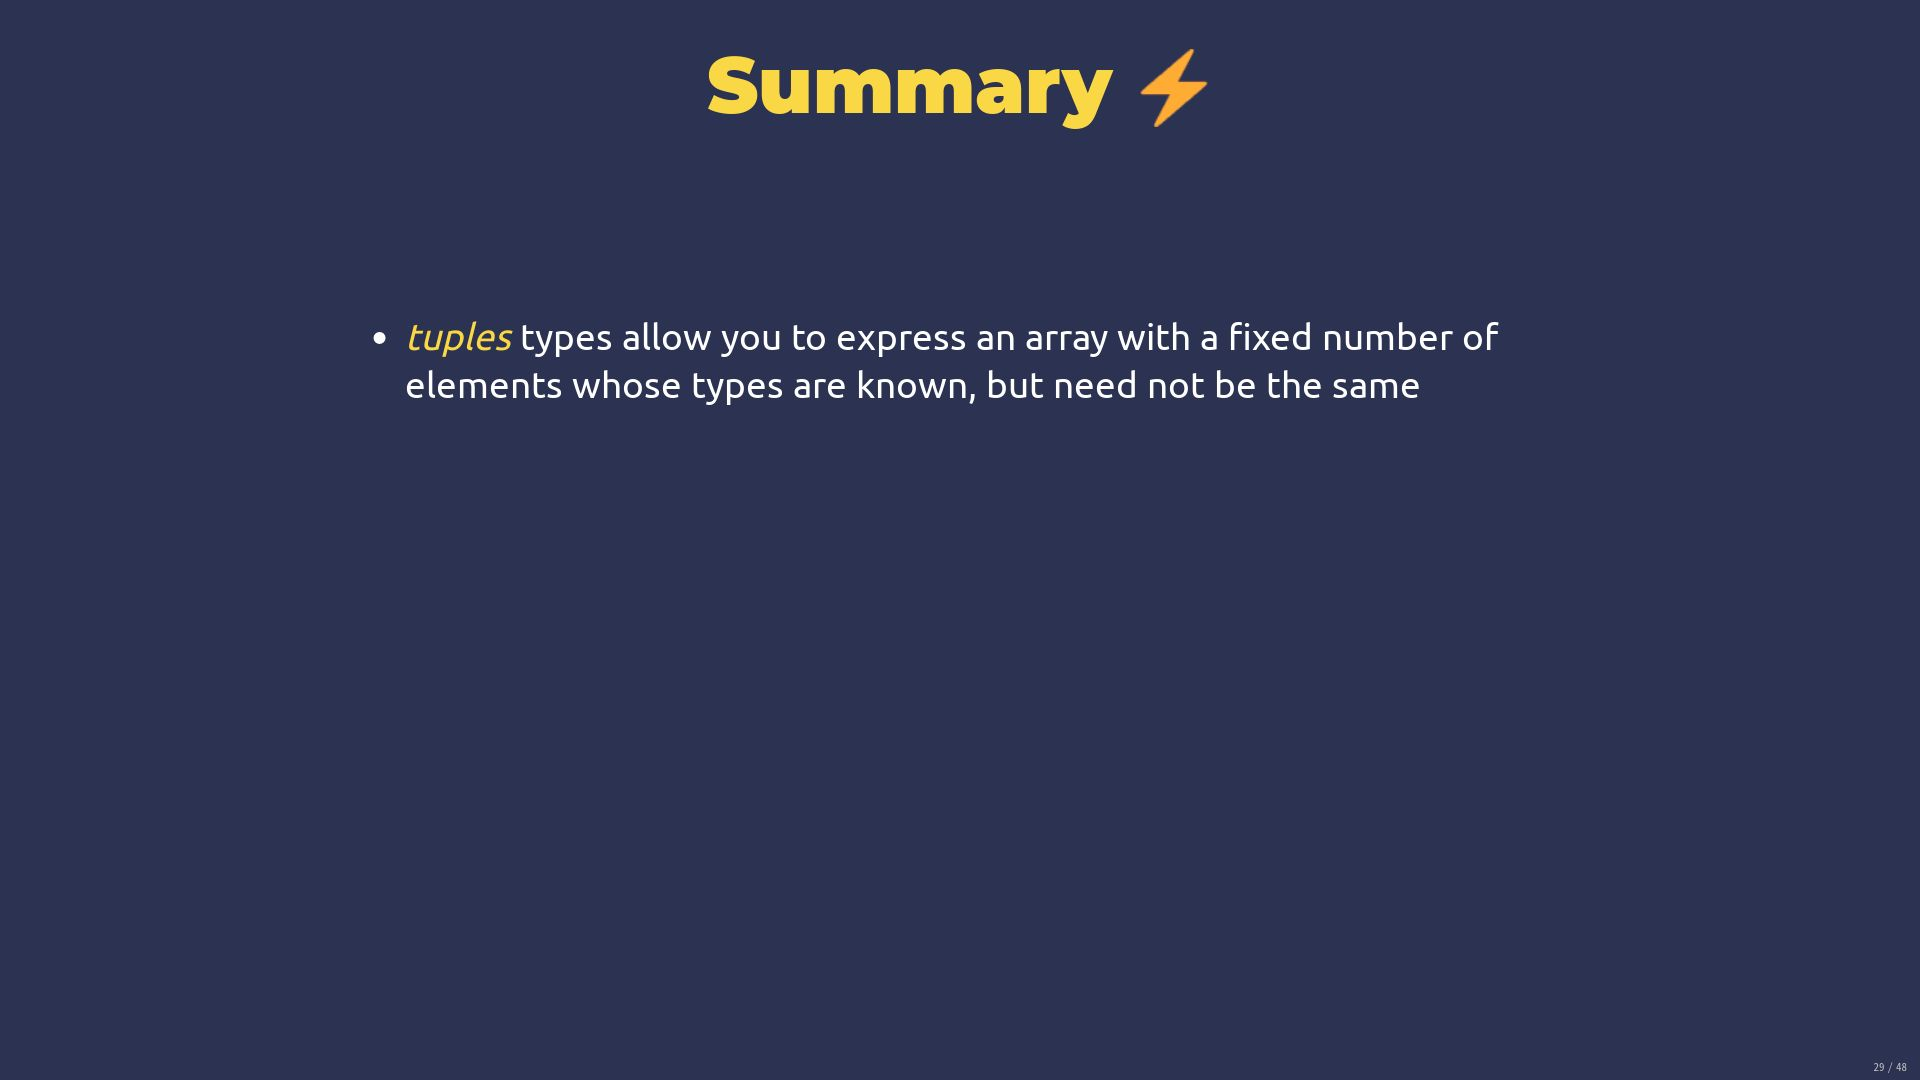 Summary ⚡
• tuples types allow you to express an array with a fixed number of
elements whose types are known, but need not be the same
29 / 48